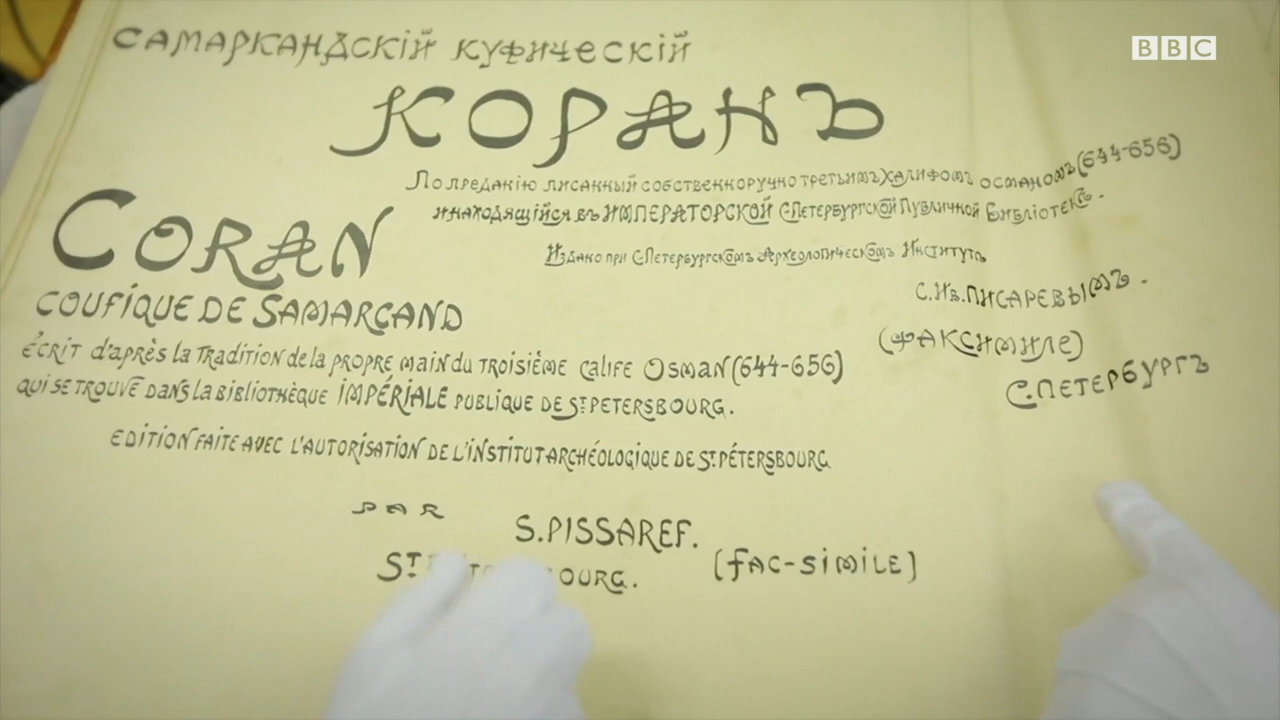 BBC
САМАРКАНДСКІЙ КУФИЧЕСКІЙ
КОРАНЪ
По преданію писанный собственноручно третьимъ Халифомъ Османомъ (644-656)
и находящійся въ ИМПЕРАТОРСКОЙ С.Петербургской Публичной Библіотекѣ.
Издано при С.Петербургскомъ Археологическомъ Институтѣ
С.Ив.ПИСАРЕВЫМЪ.
(ФАКСИМИЛЕ)
С.ПЕТЕРБУРГЪ
CORAN
COUFIQUE DE SAMARCAND
ÉCRIT d'après la TRADITION de la PROPRE MAIN du TROISIÈME CALIFE OSMAN (644-656)
QUI SE TROUVE DANS la BIBLIOTHÈQUE IMPÉRIALE PUBLIQUE DE ST PETERSBOURG.
EDITION FAITE AVEC L'AUTORISATION DE L'INSTITUT ARCHÉOLOGIQUE DE ST. PÉTERSBOURG
PAR
S.PISSAREF.
(FAC-SIMILE)
ST